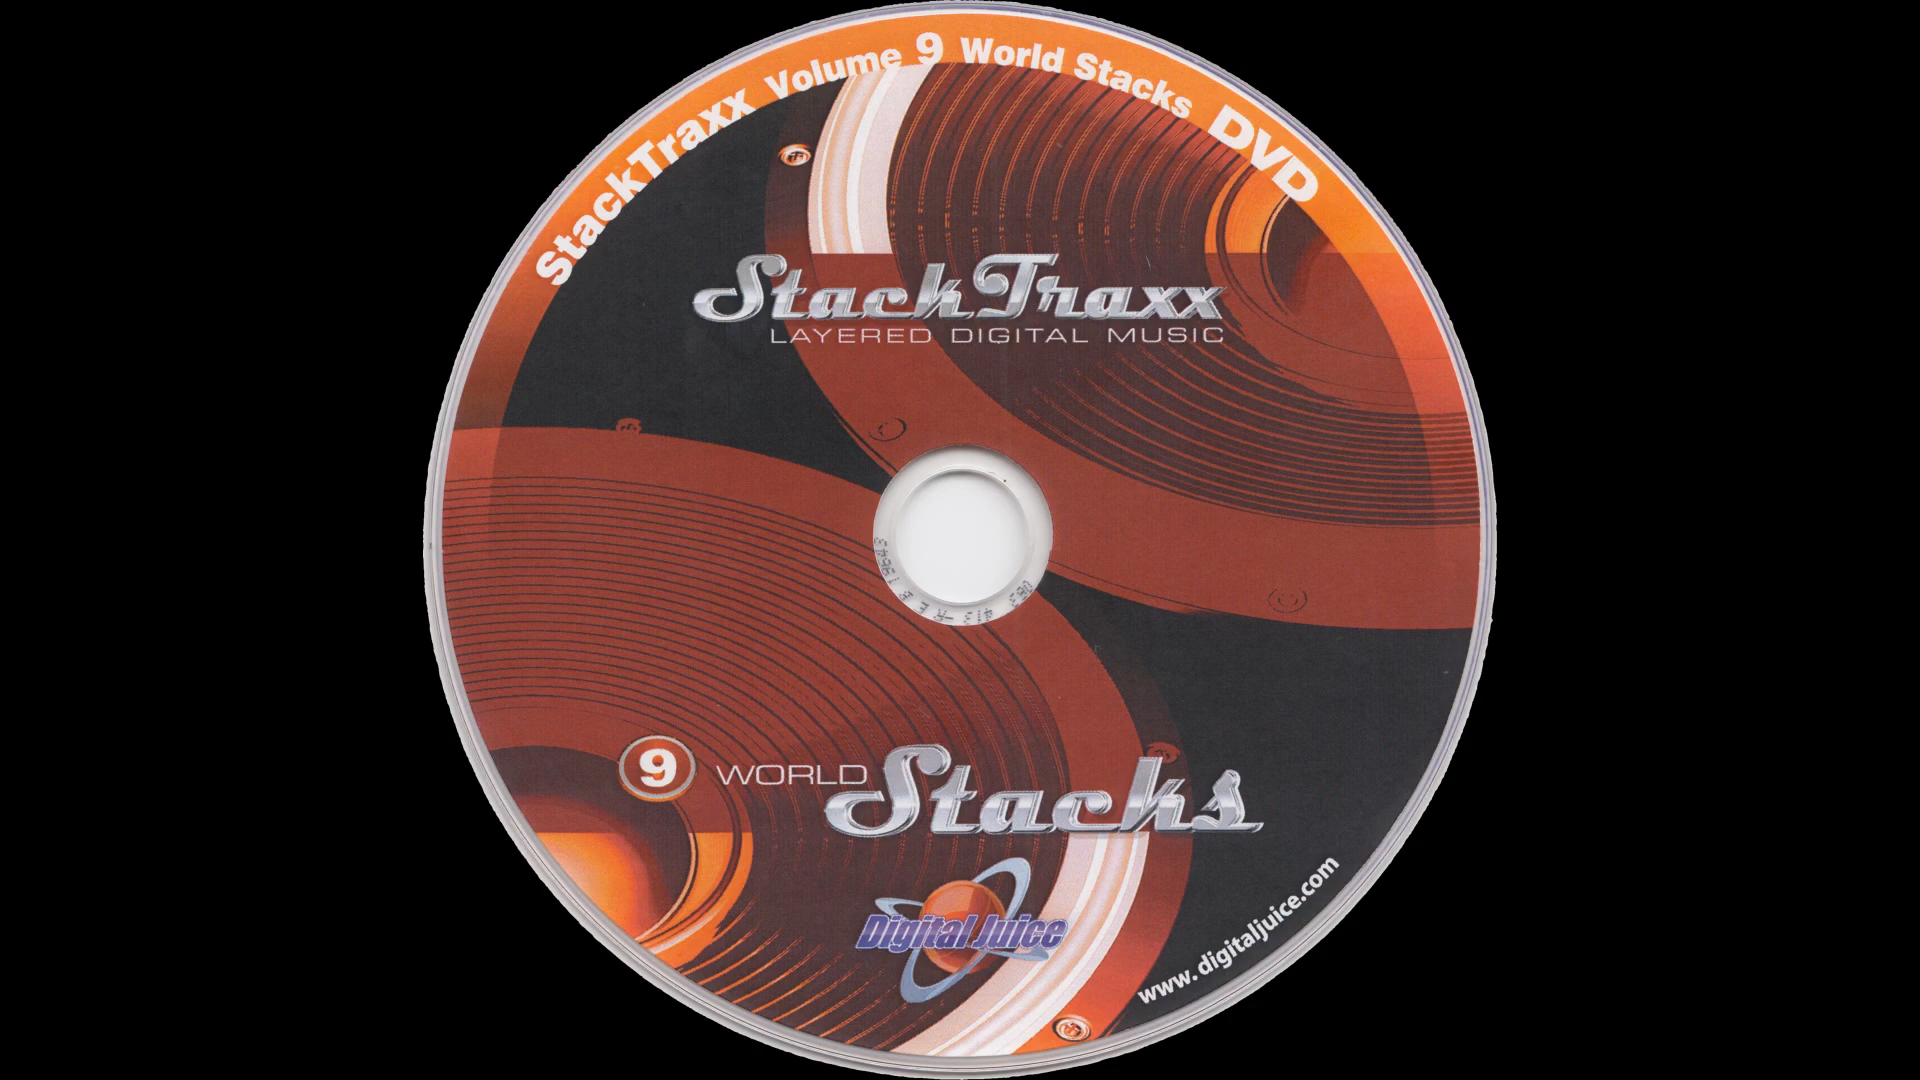 StackTraxx Volume 9 World Stacks DVD
StackTraxx
LAYERED DIGITAL MUSIC
9 WORLD Stacks
Digital Juice
www.digitaljuice.com